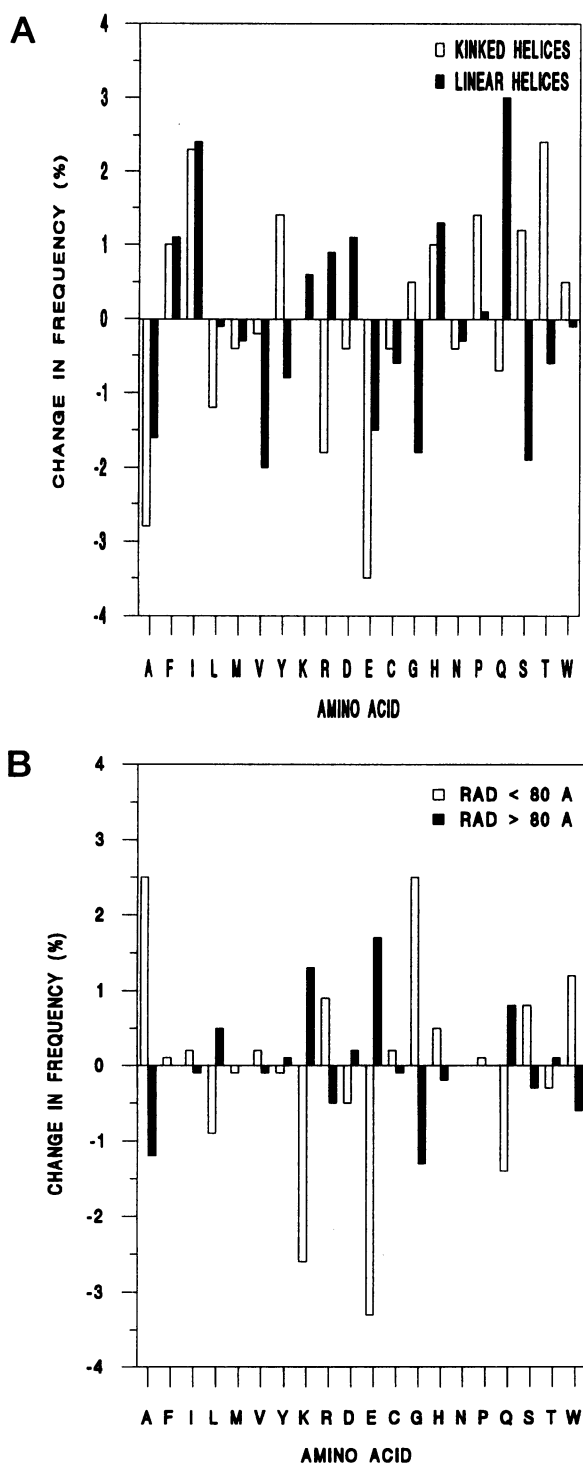 A
4
3
2
1
0
-1
-2
-3
-4
CHANGE IN FREQUENCY (%)
KINKED HELICES
LINEAR HELICES
A F I L M V Y K R D E C G H N P Q S T W
AMINO ACID
B
4
3
2
1
0
-1
-2
-3
-4
CHANGE IN FREQUENCY (%)
RAD < 80 A
RAD > 80 A
A F I L M V Y K R D E C G H N P Q S T W
AMINO ACID